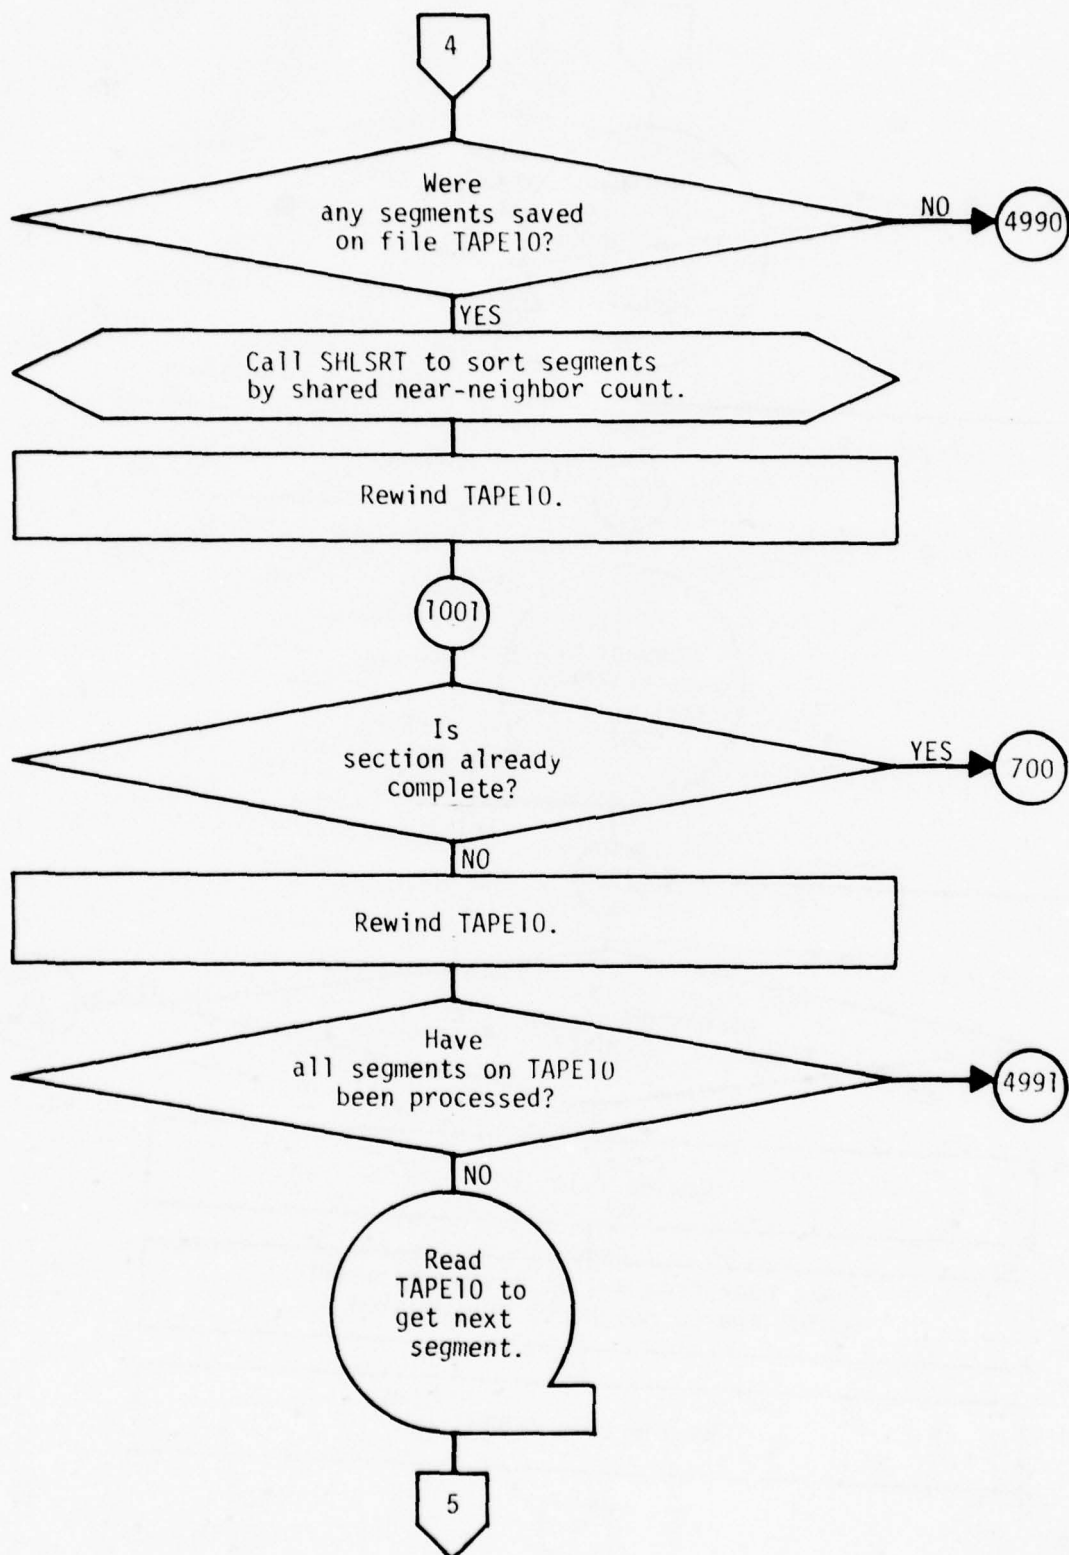 4
Were
any segments saved
on file TAPE10?
NO
4990
YES
Call SHLSRT to sort segments
by shared near-neighbor count.
Rewind TAPE10.
1001
Is
section already
complete?
YES
700
NO
Rewind TAPE10.
Have
all segments on TAPE10
been processed?
4991
NO
Read
TAPE10 to
get next
segment.
5